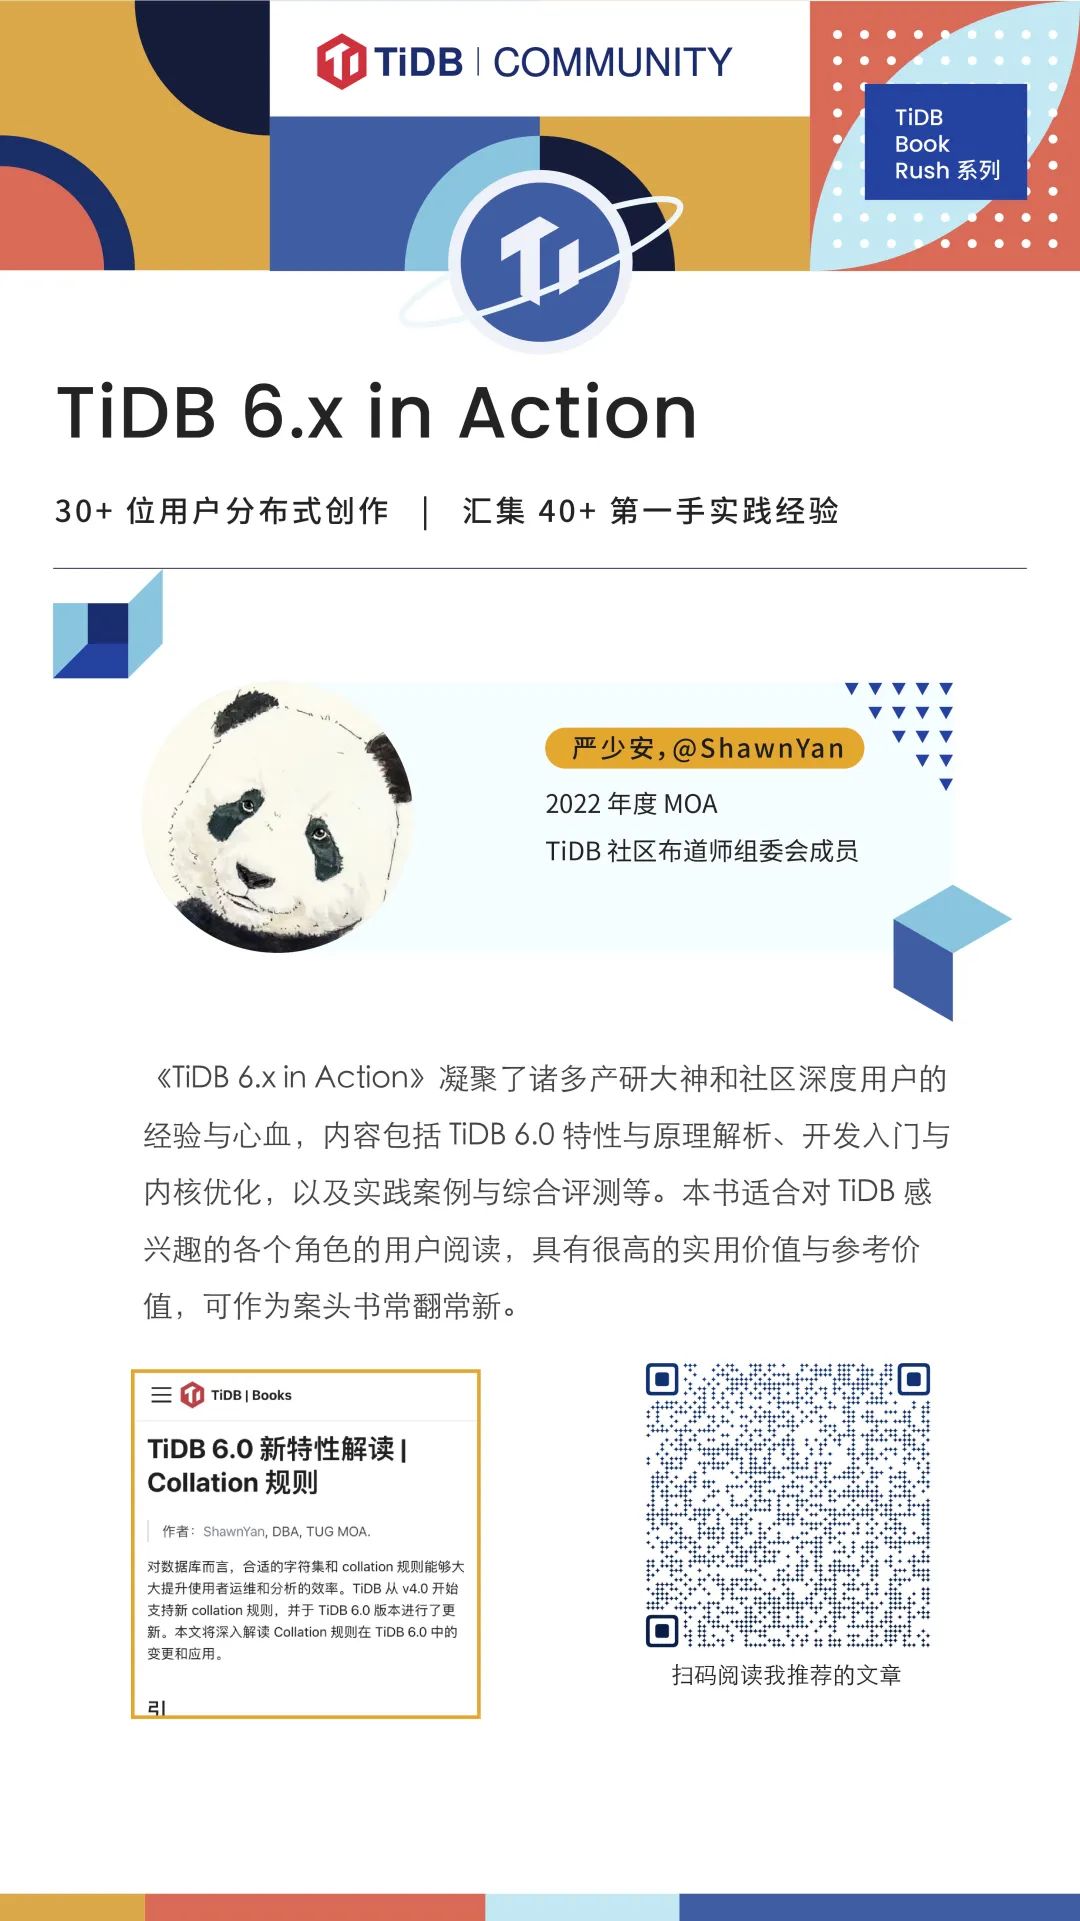 TiDB | COMMUNITY
TiDB
Book
Rush 系列
TiDB 6.x in Action
30+ 位用户分布式创作 | 汇集 40+ 第一手实践经验
严少安，@ShawnYan
2022 年度 MOA
TiDB 社区布道师组委会成员
《TiDB 6.x in Action》凝聚了诸多产研大神和社区深度用户的
经验与心血，内容包括 TiDB 6.0 特性与原理解析、开发入门与
内核优化，以及实践案例与综合评测等。本书适合对 TiDB 感
兴趣的各个角色的用户阅读，具有很高的实用价值与参考价
值，可作为案头书常翻常新。
TiDB | Books
TiDB 6.0 新特性解读 |
Collation 规则
作者：ShawnYan, DBA, TUG MOA.
对数据库而言，合适的字符集和 collation 规则能够大
大提升使用者运维和分析的效率。TiDB 从 v4.0 开始
支持新 collation 规则，并于 TiDB 6.0 版本进行了更
新。本文将深入解读 Collation 规则在 TiDB 6.0 中的
变更和应用。
引
扫码阅读我推荐的文章